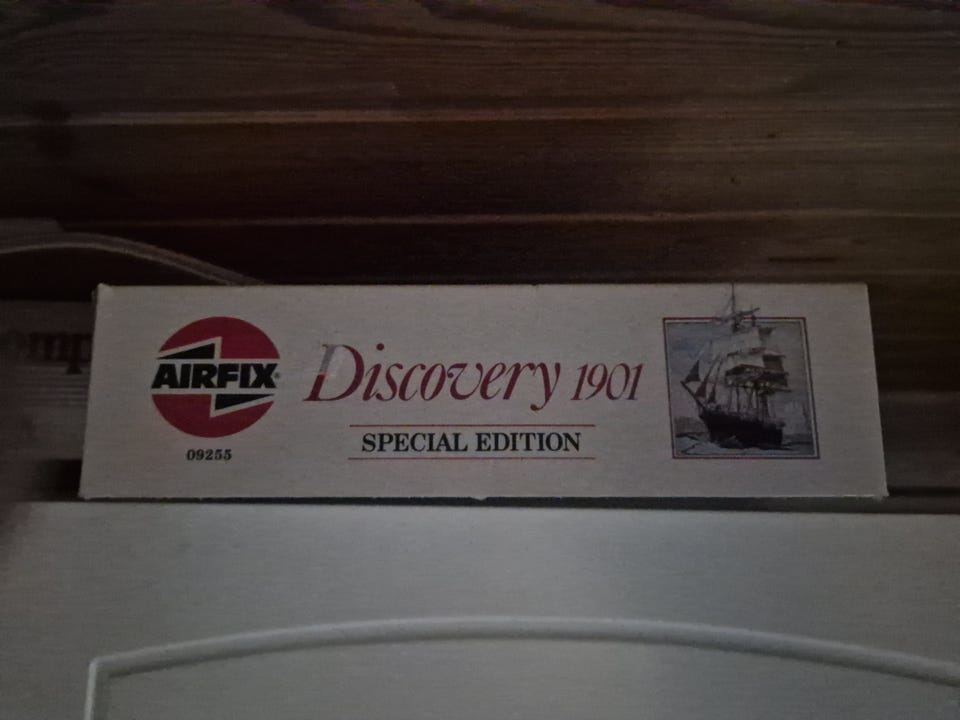 AIRFIX
09255
Discovery 1901
SPECIAL EDITION